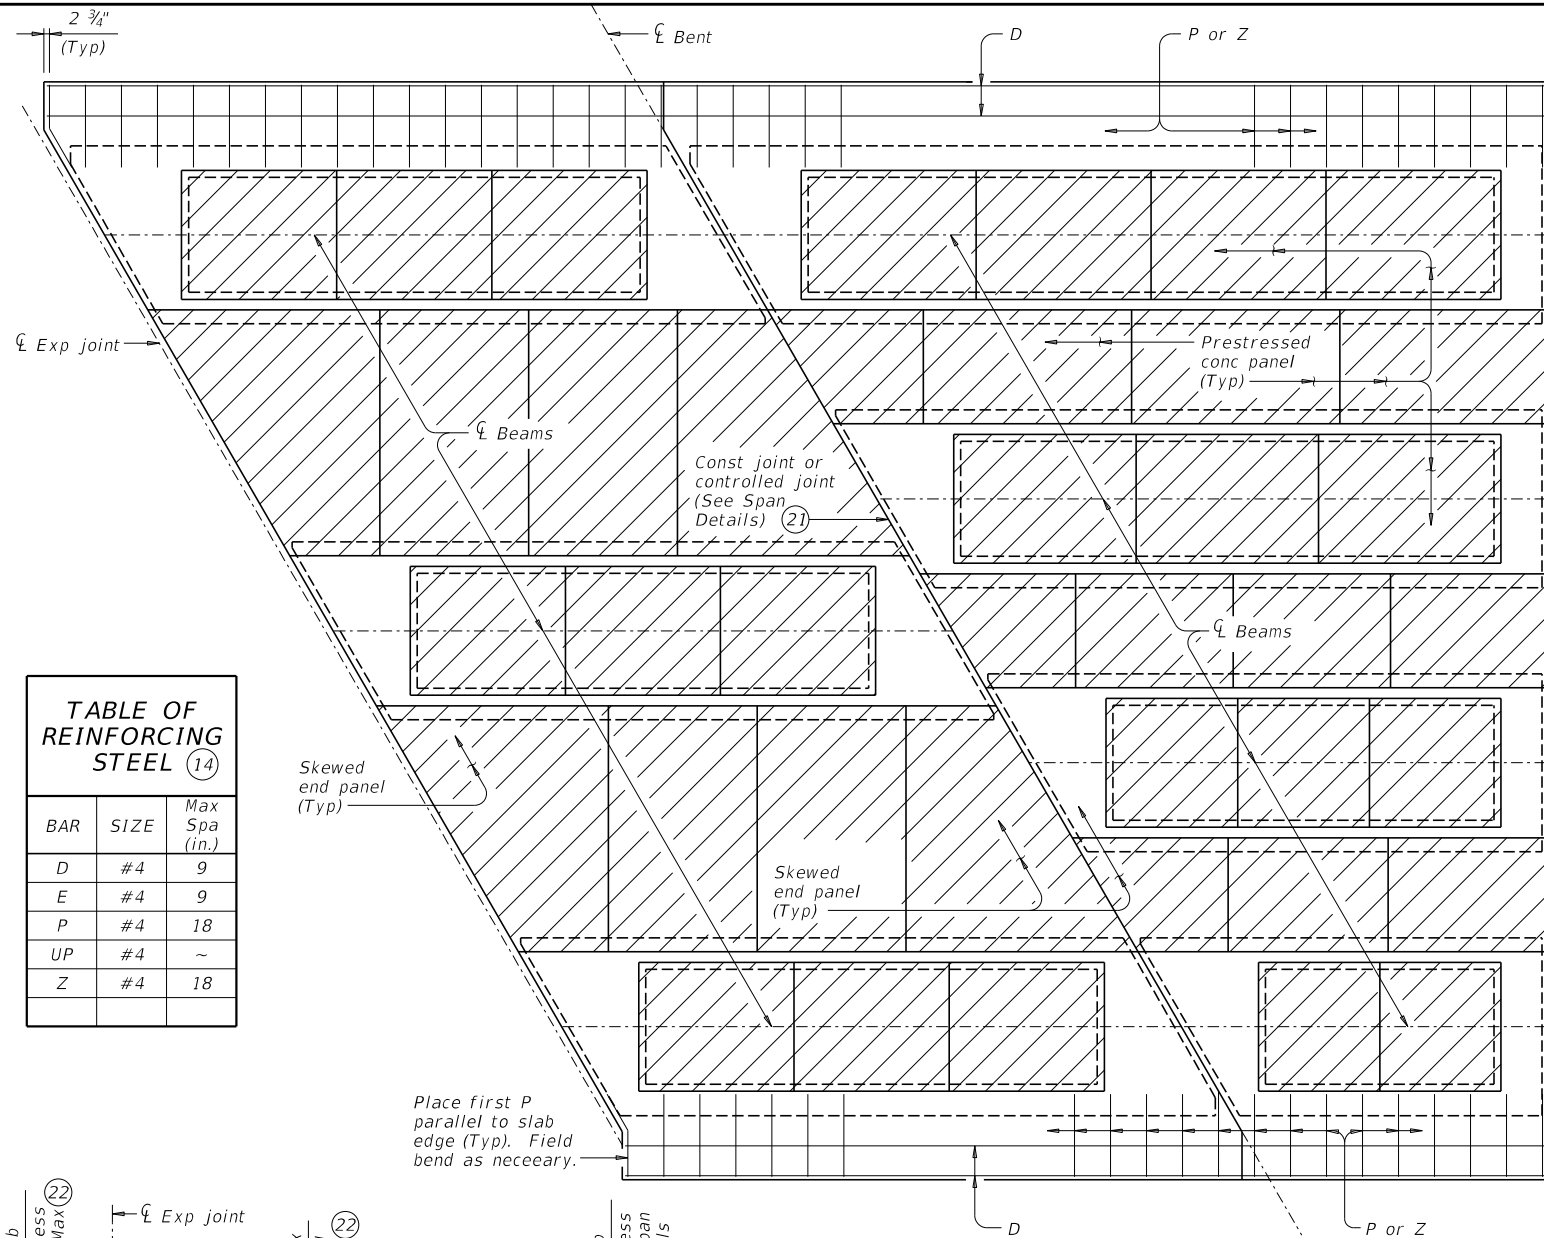 2 ¾"
(Typ)
℄ Bent
D
P or Z
℄ Exp joint
Prestressed
conc panel
(Typ)
℄ Beams
Const joint or
controlled joint
(See Span
Details) 21
℄ Beams
TABLE OF
REINFORCING
STEEL 14
BAR SIZE Max Spa (in.)
D #4 9
E #4 9
P #4 18
UP #4 ~
Z #4 18
Skewed
end panel
(Typ)
Skewed
end panel
(Typ)
Place first P
parallel to slab
edge (Typ). Field
bend as neceeary.
22
Max
℄ Exp joint
22
D
P or Z